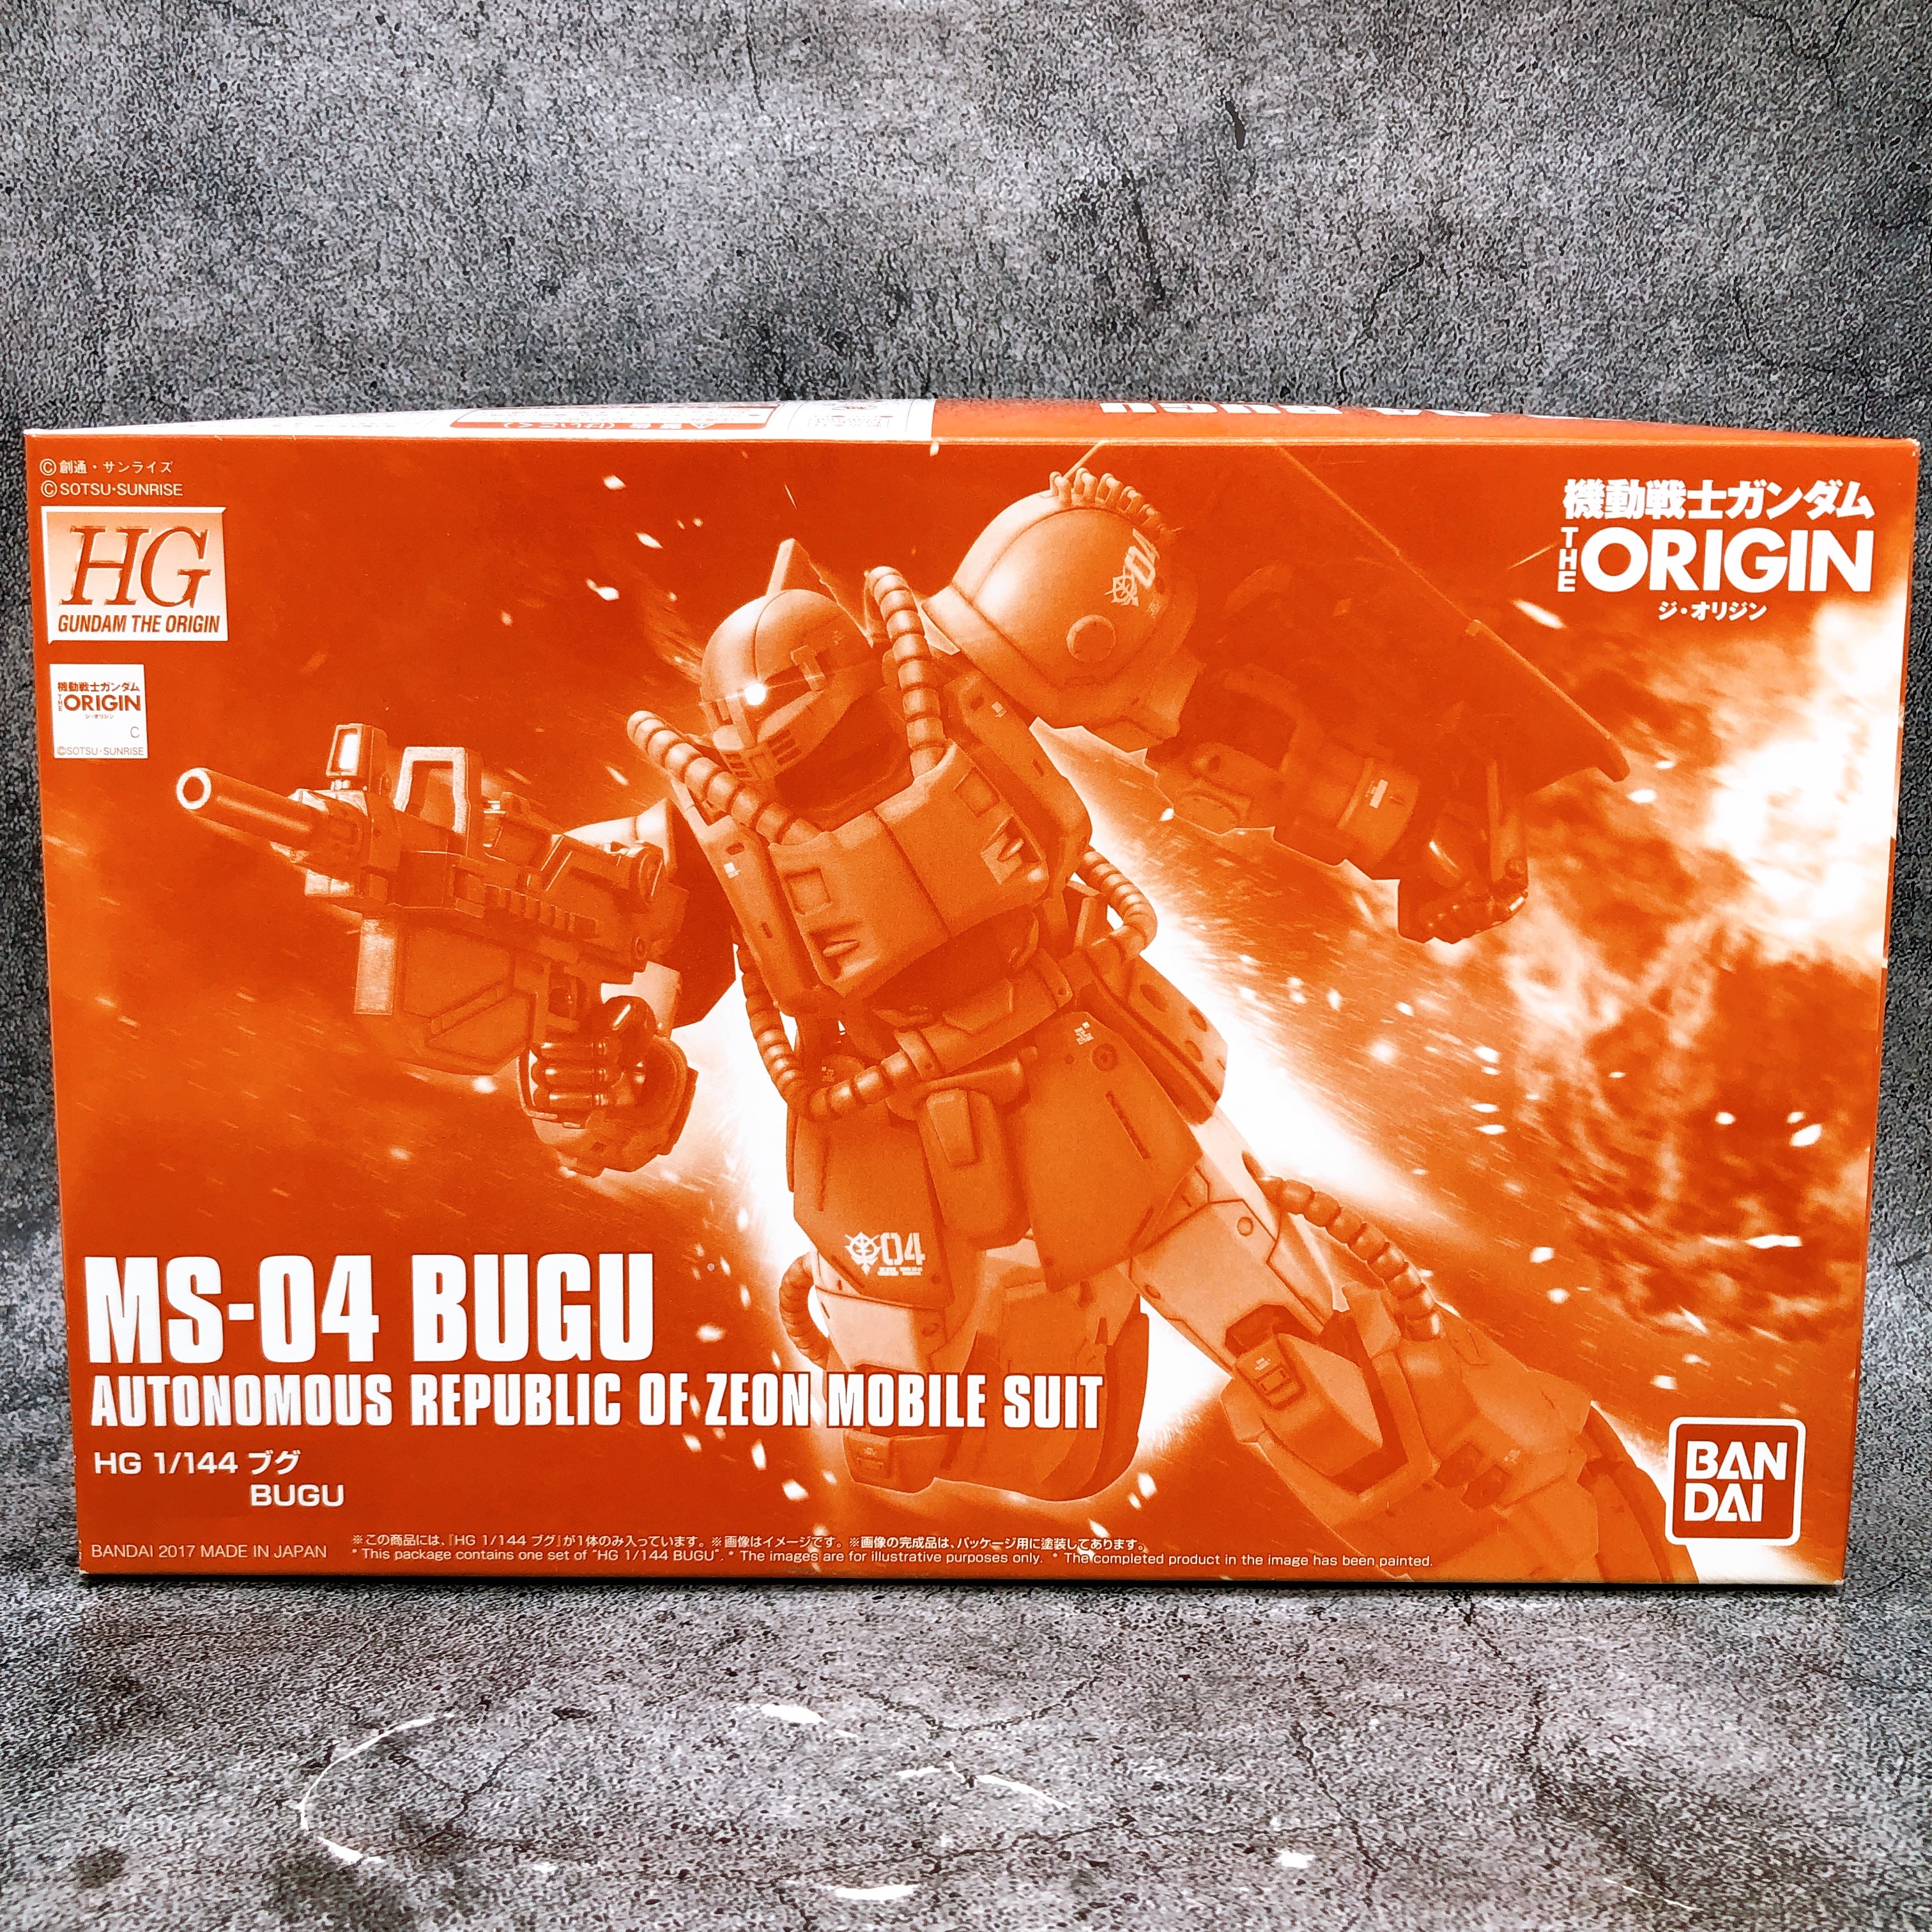 ©創通・サンライズ
©SOTSU・SUNRISE
HG
GUNDAM THE ORIGIN
機動戦士ガンダム
THE ORIGIN
ジ・オリジン
C
©SOTSU・SUNRISE
機動戦士ガンダム
THE ORIGIN
ジ・オリジン
04
04
MS-04 BUGU
AUTONOMOUS REPUBLIC OF ZEON MOBILE SUIT
HG 1/144 ブグ
BUGU
BANDAI 2017 MADE IN JAPAN
※この商品には、『HG 1/144 ブグ』が1体のみ入っています。※画像はイメージです。※画像の完成品は、パッケージ用に塗装してあります。
* This package contains one set of "HG 1/144 BUGU". * The images are for illustrative purposes only. * The completed product in the image has been painted.
BAN
DAI